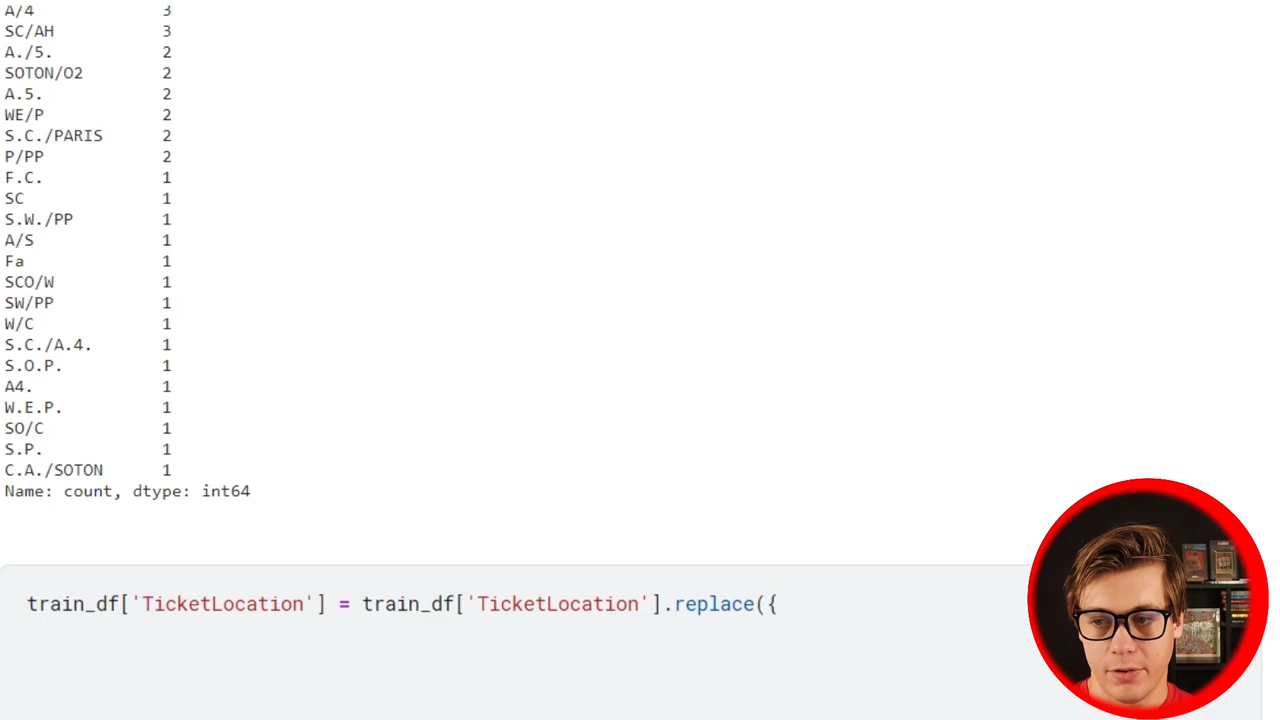 A/4 3
SC/AH 3
A./5. 2
SOTON/O2 2
A.5. 2
WE/P 2
S.C./PARIS 2
P/PP 2
F.C. 1
SC 1
S.W./PP 1
A/S 1
Fa 1
SCO/W 1
SW/PP 1
W/C 1
S.C./A.4. 1
S.O.P. 1
A4. 1
W.E.P. 1
SO/C 1
S.P. 1
C.A./SOTON 1
Name: count, dtype: int64
train_df['TicketLocation'] = train_df['TicketLocation'].replace({